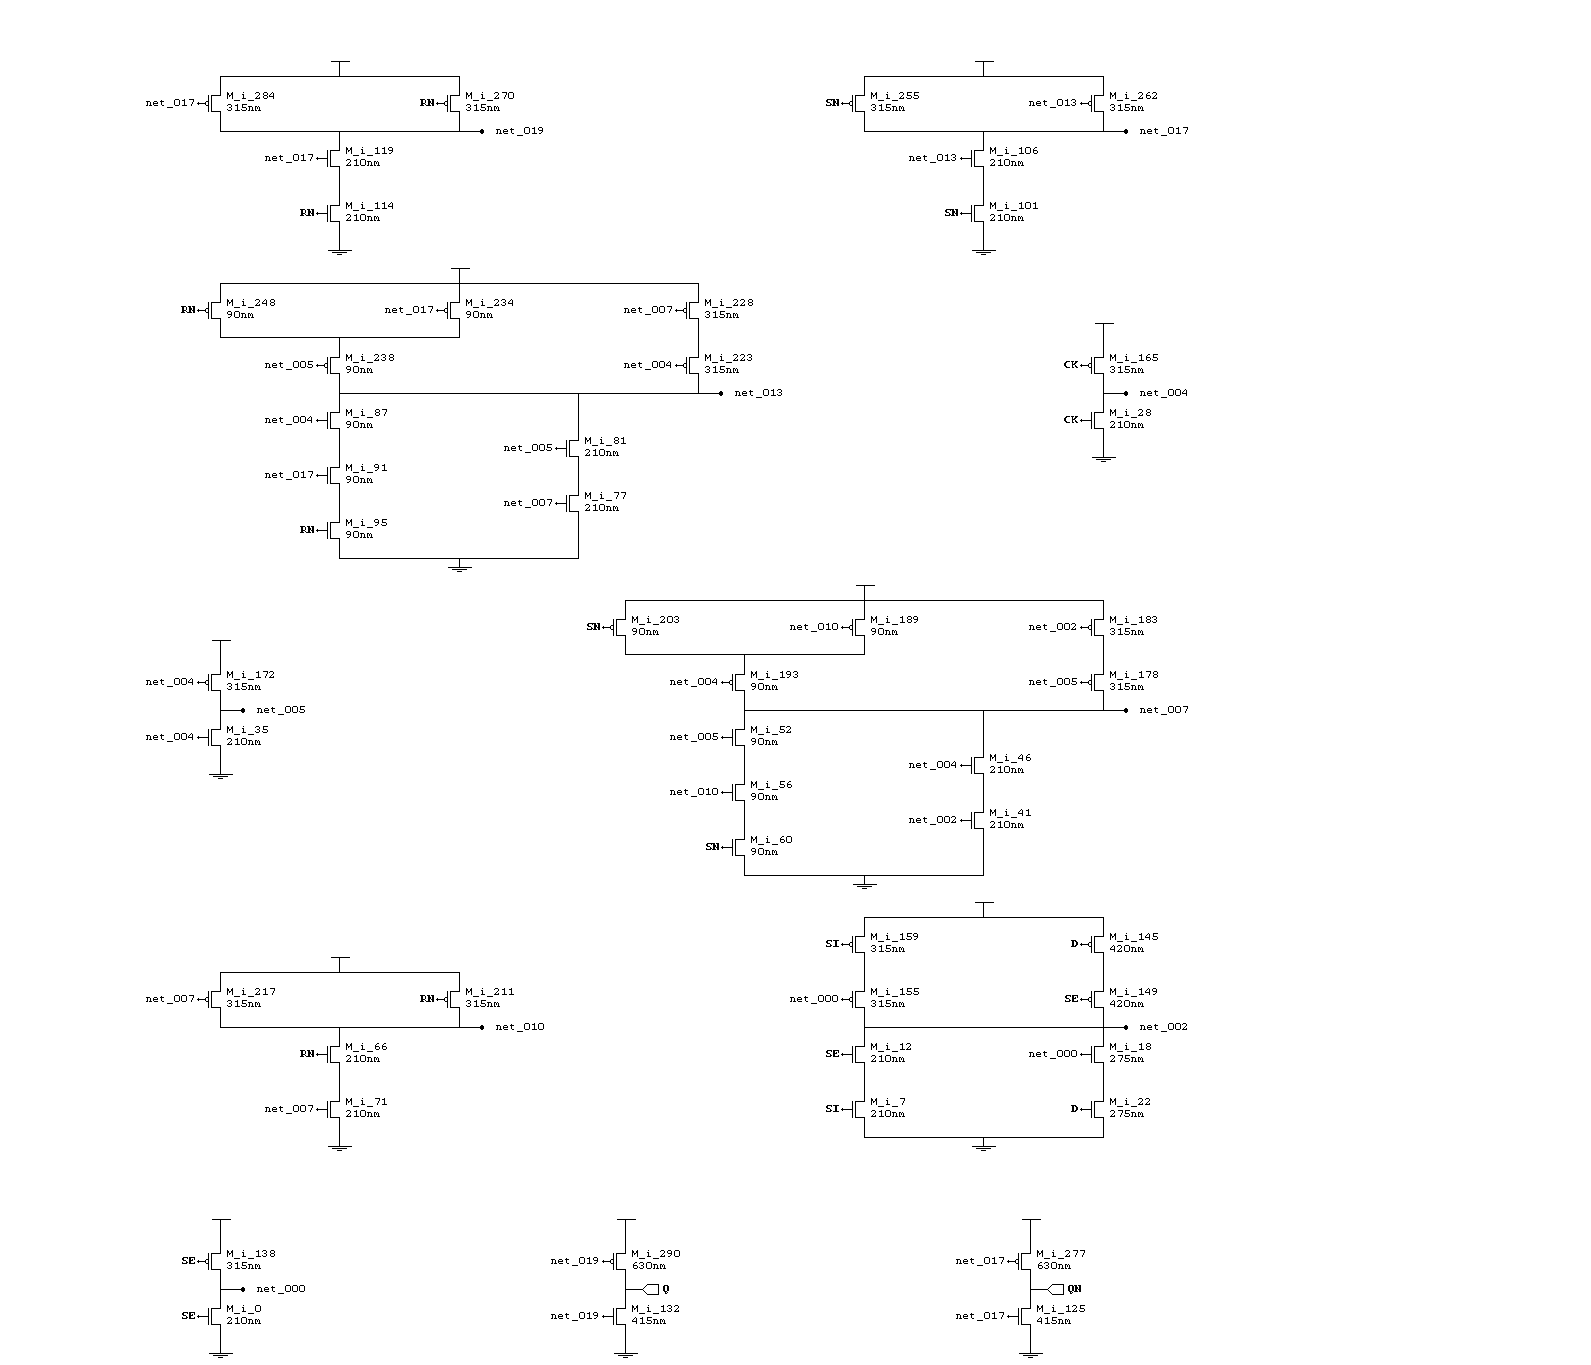 net_017 M_i_284
315nm
RN M_i_270
315nm
net_019
net_017 M_i_119
210nm
RN M_i_114
210nm
SN M_i_255
315nm
net_013 M_i_262
315nm
net_017
net_013 M_i_106
210nm
SN M_i_101
210nm
RN M_i_248
90nm
net_017 M_i_234
90nm
net_007 M_i_228
315nm
net_005 M_i_238
90nm
net_004 M_i_223
315nm
net_013
net_004 M_i_87
90nm
net_005 M_i_81
210nm
net_017 M_i_91
90nm
net_007 M_i_77
210nm
RN M_i_95
90nm
CK M_i_165
315nm
net_004
CK M_i_28
210nm
net_004 M_i_172
315nm
net_005
net_004 M_i_35
210nm
SN M_i_203
90nm
net_010 M_i_189
90nm
net_002 M_i_183
315nm
net_004 M_i_193
90nm
net_005 M_i_178
315nm
net_007
net_005 M_i_52
90nm
net_004 M_i_46
210nm
net_010 M_i_56
90nm
net_002 M_i_41
210nm
SN M_i_60
90nm
net_007 M_i_217
315nm
RN M_i_211
315nm
net_010
RN M_i_66
210nm
net_007 M_i_71
210nm
SI M_i_159
315nm
D M_i_145
420nm
net_000 M_i_155
315nm
SE M_i_149
420nm
net_002
SE M_i_12
210nm
net_000 M_i_18
275nm
SI M_i_7
210nm
D M_i_22
275nm
SE M_i_138
315nm
net_000
SE M_i_0
210nm
net_019 M_i_290
630nm
Q
net_019 M_i_132
415nm
net_017 M_i_277
630nm
QN
net_017 M_i_125
415nm